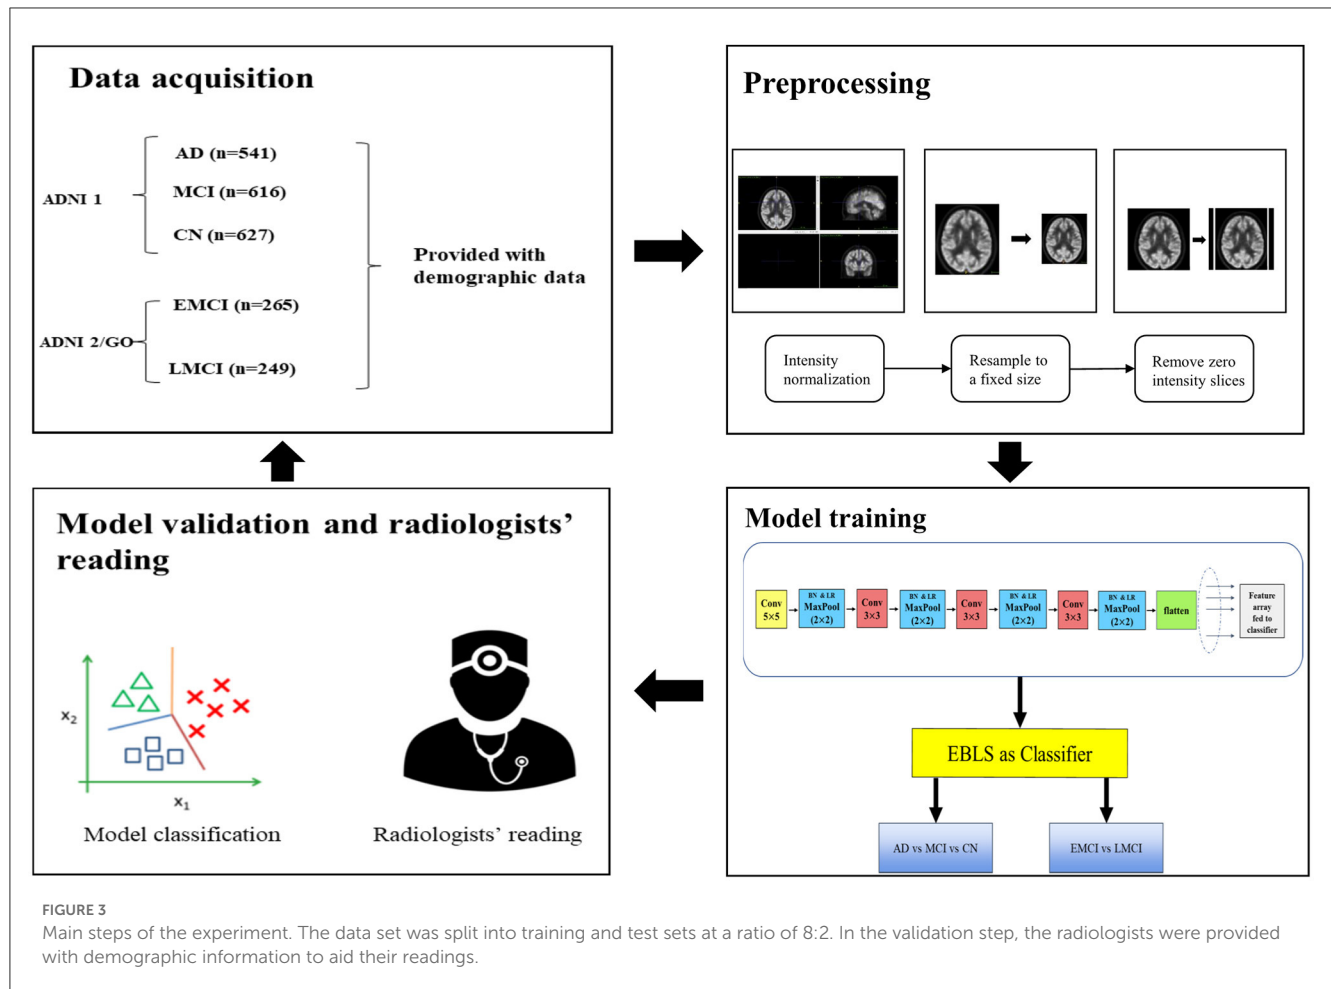 Data acquisition
ADNI 1
AD (n=541)
MCI (n=616)
CN (n=627)
ADNI 2/GO
EMCI (n=265)
LMCI (n=249)
Provided with
demographic data
Preprocessing
Intensity
normalization
Resample to
a fixed size
Remove zero
intensity slices
Model training
Conv
5×5
BN & LR
MaxPool
(2×2)
Conv
3×3
BN & LR
MaxPool
(2×2)
Conv
3×3
BN & LR
MaxPool
(2×2)
Conv
3×3
BN & LR
MaxPool
(2×2)
flatten
Feature
array
fed to
classifier
EBLS as Classifier
AD vs MCI vs CN
EMCI vs LMCI
Model validation and radiologists’
reading
x₂
x₁
Model classification
Radiologists’ reading
FIGURE 3
Main steps of the experiment. The data set was split into training and test sets at a ratio of 8:2. In the validation step, the radiologists were provided
with demographic information to aid their readings.